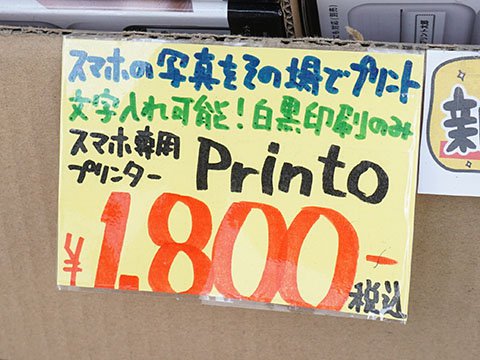 スマホの写真をその場でプリント
文字入れ可能！白黒印刷のみ
スマホ専用
プリンター
Printo
¥1.800-
税込
新